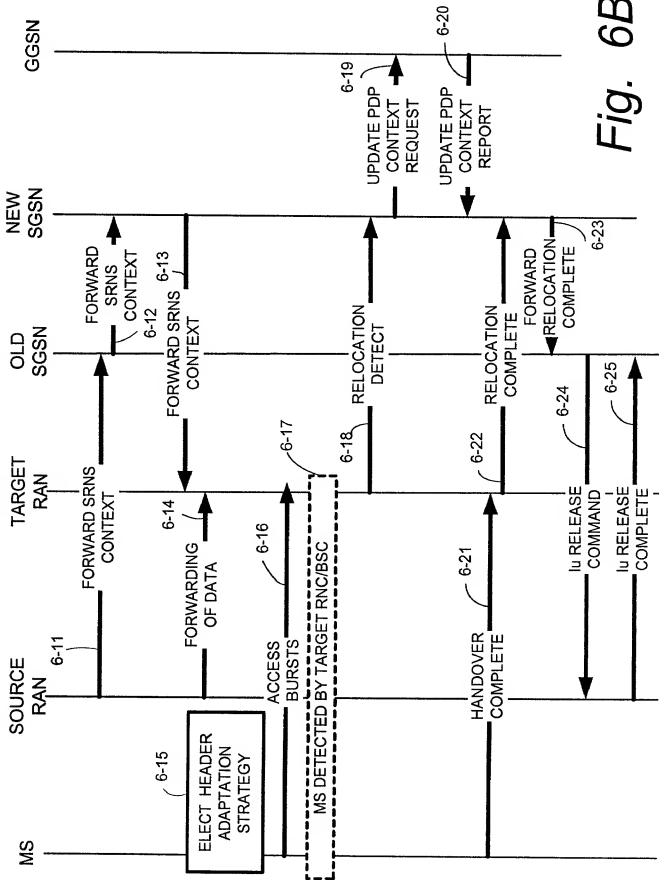 MS
SOURCE
RAN
TARGET
RAN
OLD
SGSN
NEW
SGSN
GGSN
6-11
FORWARD SRNS
CONTEXT
FORWARD
SRNS
CONTEXT
6-12
6-13
FORWARD SRNS
CONTEXT
6-14
FORWARDING
OF DATA
6-15
ELECT HEADER
ADAPTATION
STRATEGY
6-16
ACCESS
BURSTS
6-17
MS DETECTED BY TARGET RNC/BSC
6-18
RELOCATION
DETECT
6-19
UPDATE PDP
CONTEXT
REQUEST
6-20
UPDATE PDP
CONTEXT
REPORT
6-21
HANDOVER
COMPLETE
6-22
RELOCATION
COMPLETE
6-23
FORWARD
RELOCATION
COMPLETE
6-24
Iu RELEASE
COMMAND
6-25
Iu RELEASE
COMPLETE
Fig. 6B